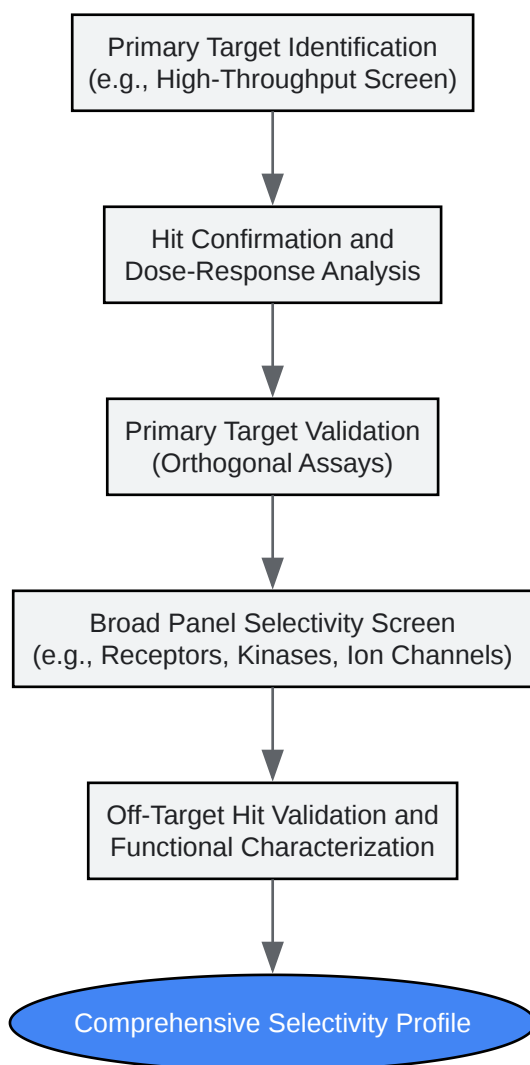 Primary Target Identification
(e.g., High-Throughput Screen)
Hit Confirmation and
Dose-Response Analysis
Primary Target Validation
(Orthogonal Assays)
Broad Panel Selectivity Screen
(e.g., Receptors, Kinases, Ion Channels)
Off-Target Hit Validation and
Functional Characterization
Comprehensive Selectivity Profile